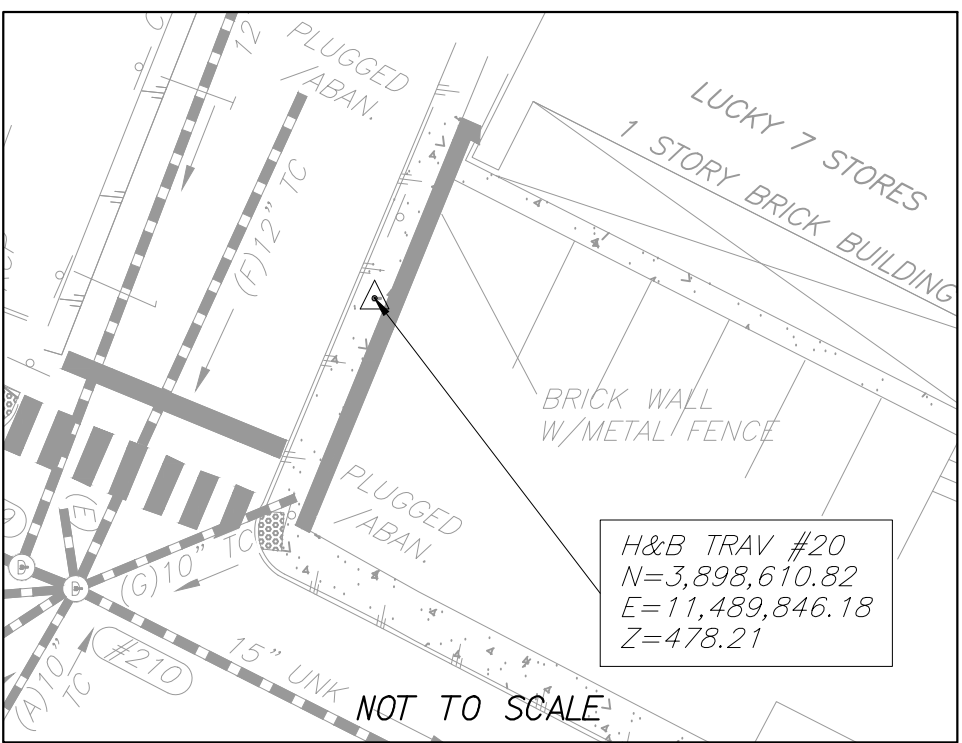 12
PLUGGED
/ABAN.
LUCKY 7 STORES
1 STORY BRICK BUILDING
(F)12" TC
BRICK WALL
W/METAL FENCE
PLUGGED
/ABAN.
(E)
D
D
(G)10" TC
#210
(A)10"
TC
15" UNK
H&B TRAV #20
N=3,898,610.82
E=11,489,846.18
Z=478.21
NOT TO SCALE